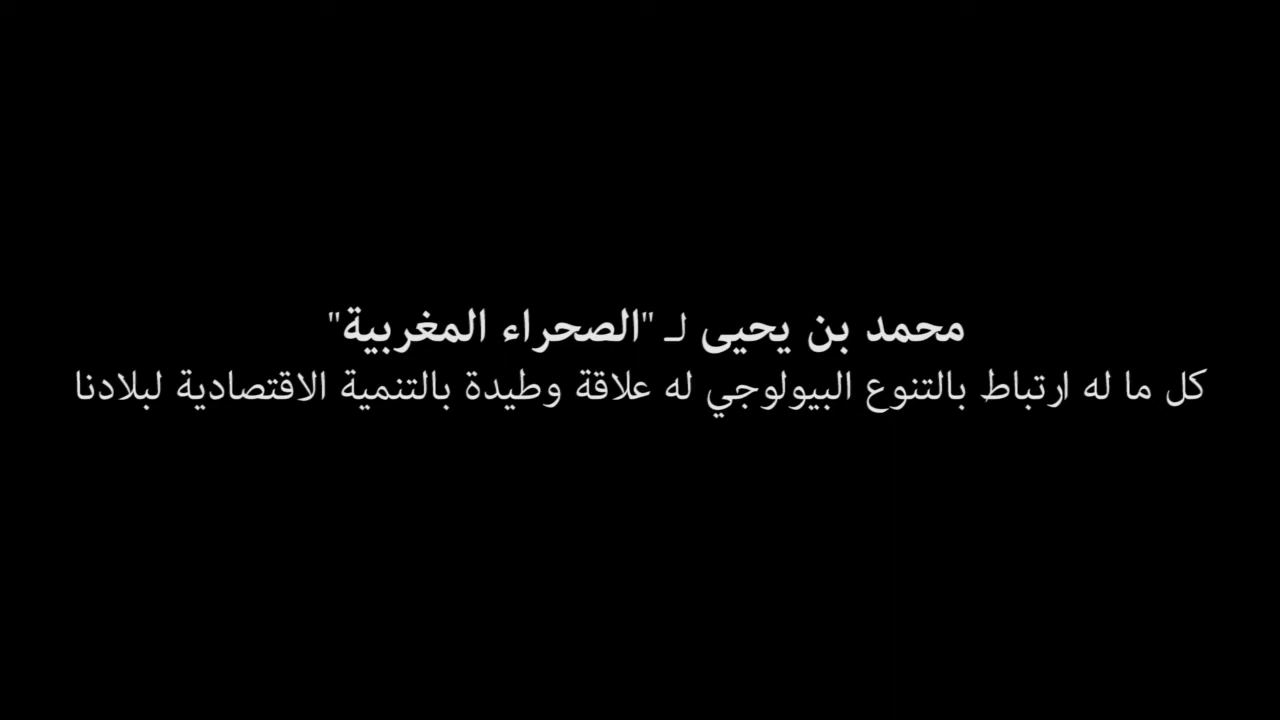 محمد بن يحيى لـ "الصحراء المغربية"
كل ما له ارتباط بالتنوع البيولوجي له علاقة وطيدة بالتنمية الاقتصادية لبلادنا